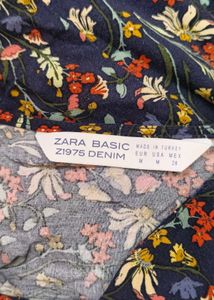 ZARA BASIC
Z1975 DENIM
MADE IN TURKEY
EUR USA MEX
M M 28